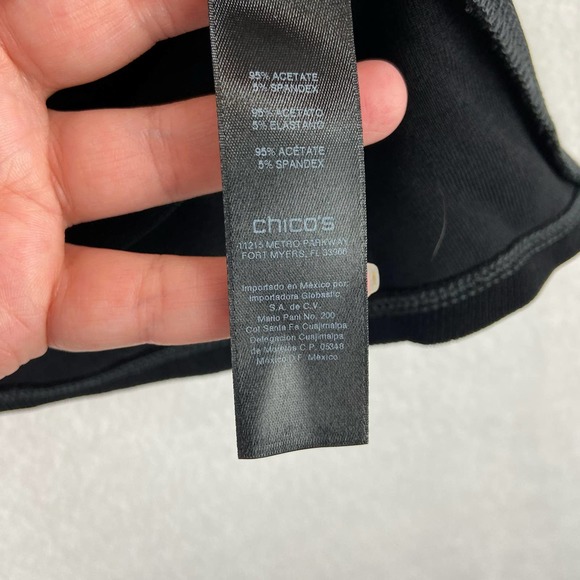 95% ACETATE
5% SPANDEX
95% ACETATO
5% ELASTANO
95% ACÉTATE
5% SPANDEX
chico's
11215 METRO PARKWAY
FORT MYERS, FL 33966
Importado en México por:
Importadora Globastic,
S.A. de C.V.
Mario Pani No. 200
Col Santa Fe Cuajimalpa
Delegacion Cuajimalpa
de Morelos C.P. 05348
México D.F. México